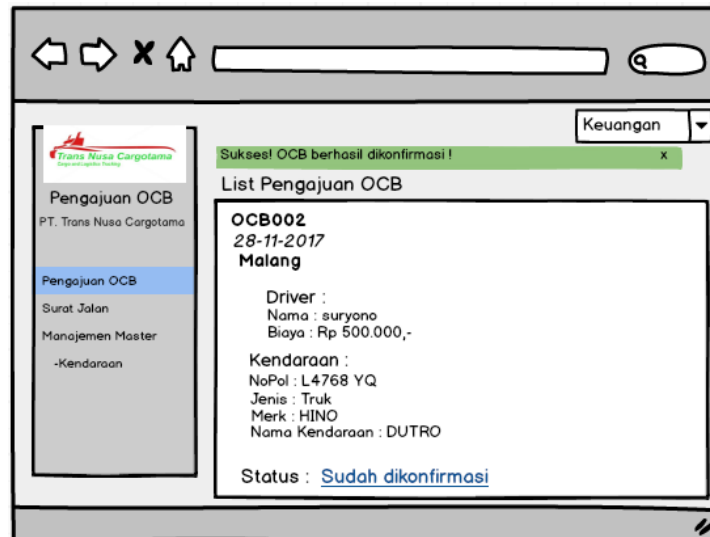 Keuangan
Trans Nusa Cargotama
Sukses! OCB berhasil dikonfirmasi !
x
List Pengajuan OCB
Pengajuan OCB
PT. Trans Nusa Cargotama
Pengajuan OCB
Surat Jalan
Manajemen Master
-Kendaraan
OCB002
28-11-2017
Malang
Driver :
Nama : suryono
Biaya : Rp 500.000,-
Kendaraan :
NoPol : L4768 YQ
Jenis : Truk
Merk : HINO
Nama Kendaraan : DUTRO
Status : Sudah dikonfirmasi